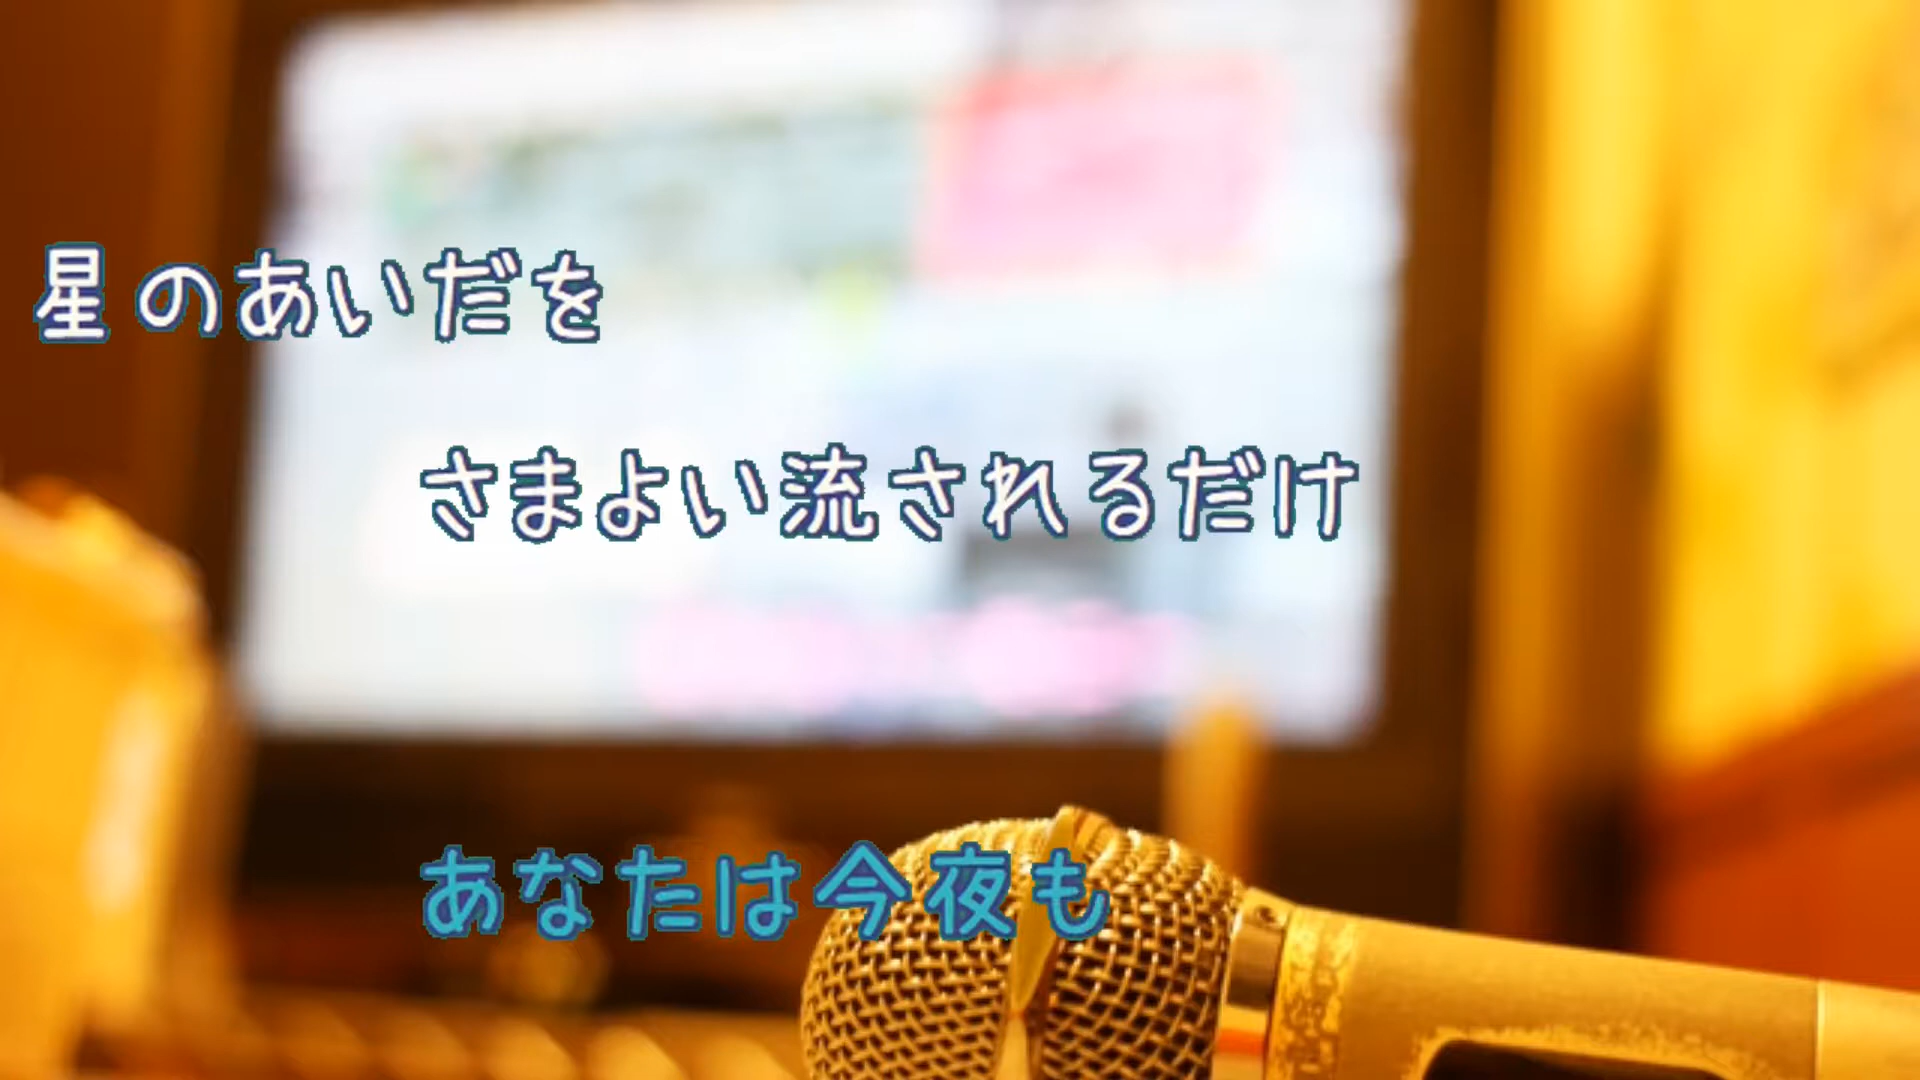 星のあいだを
さまよい流されるだけ
あなたは今夜も